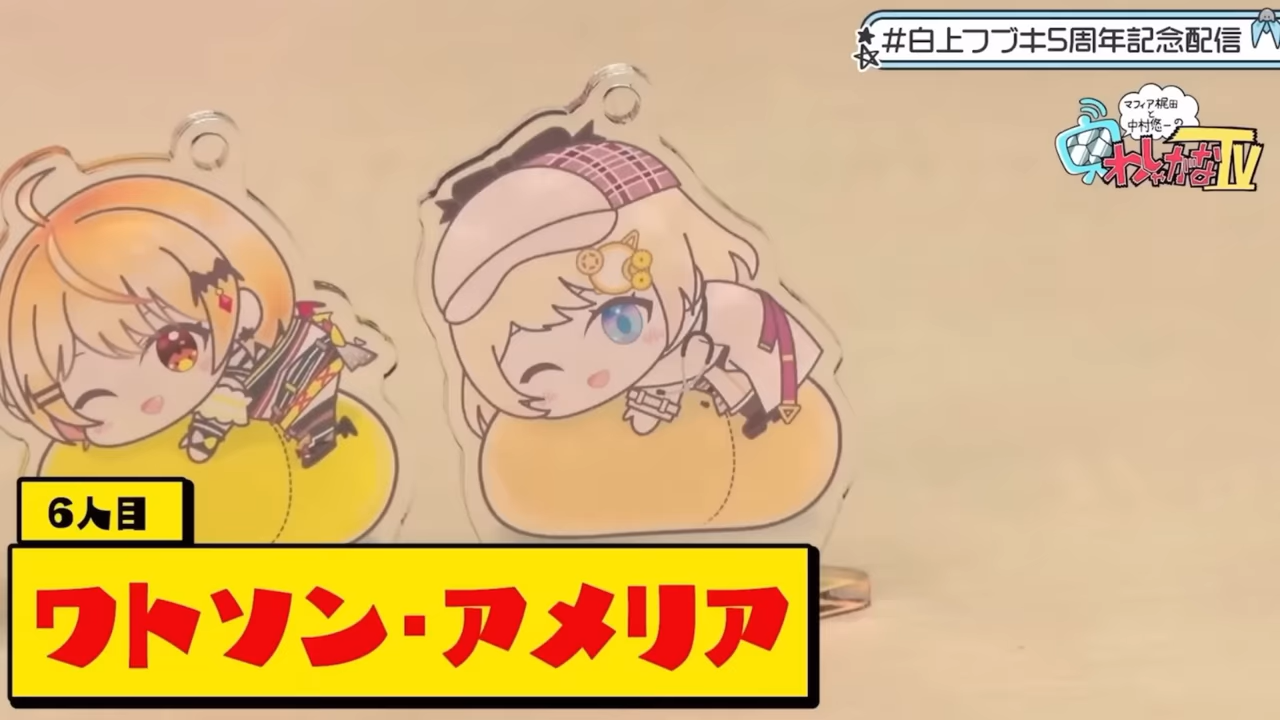 #白上フブキ5周年記念配信
マフィア梶田
と
中村悠一の
わしゃがなTV
6人目
ワトソン・アメリア